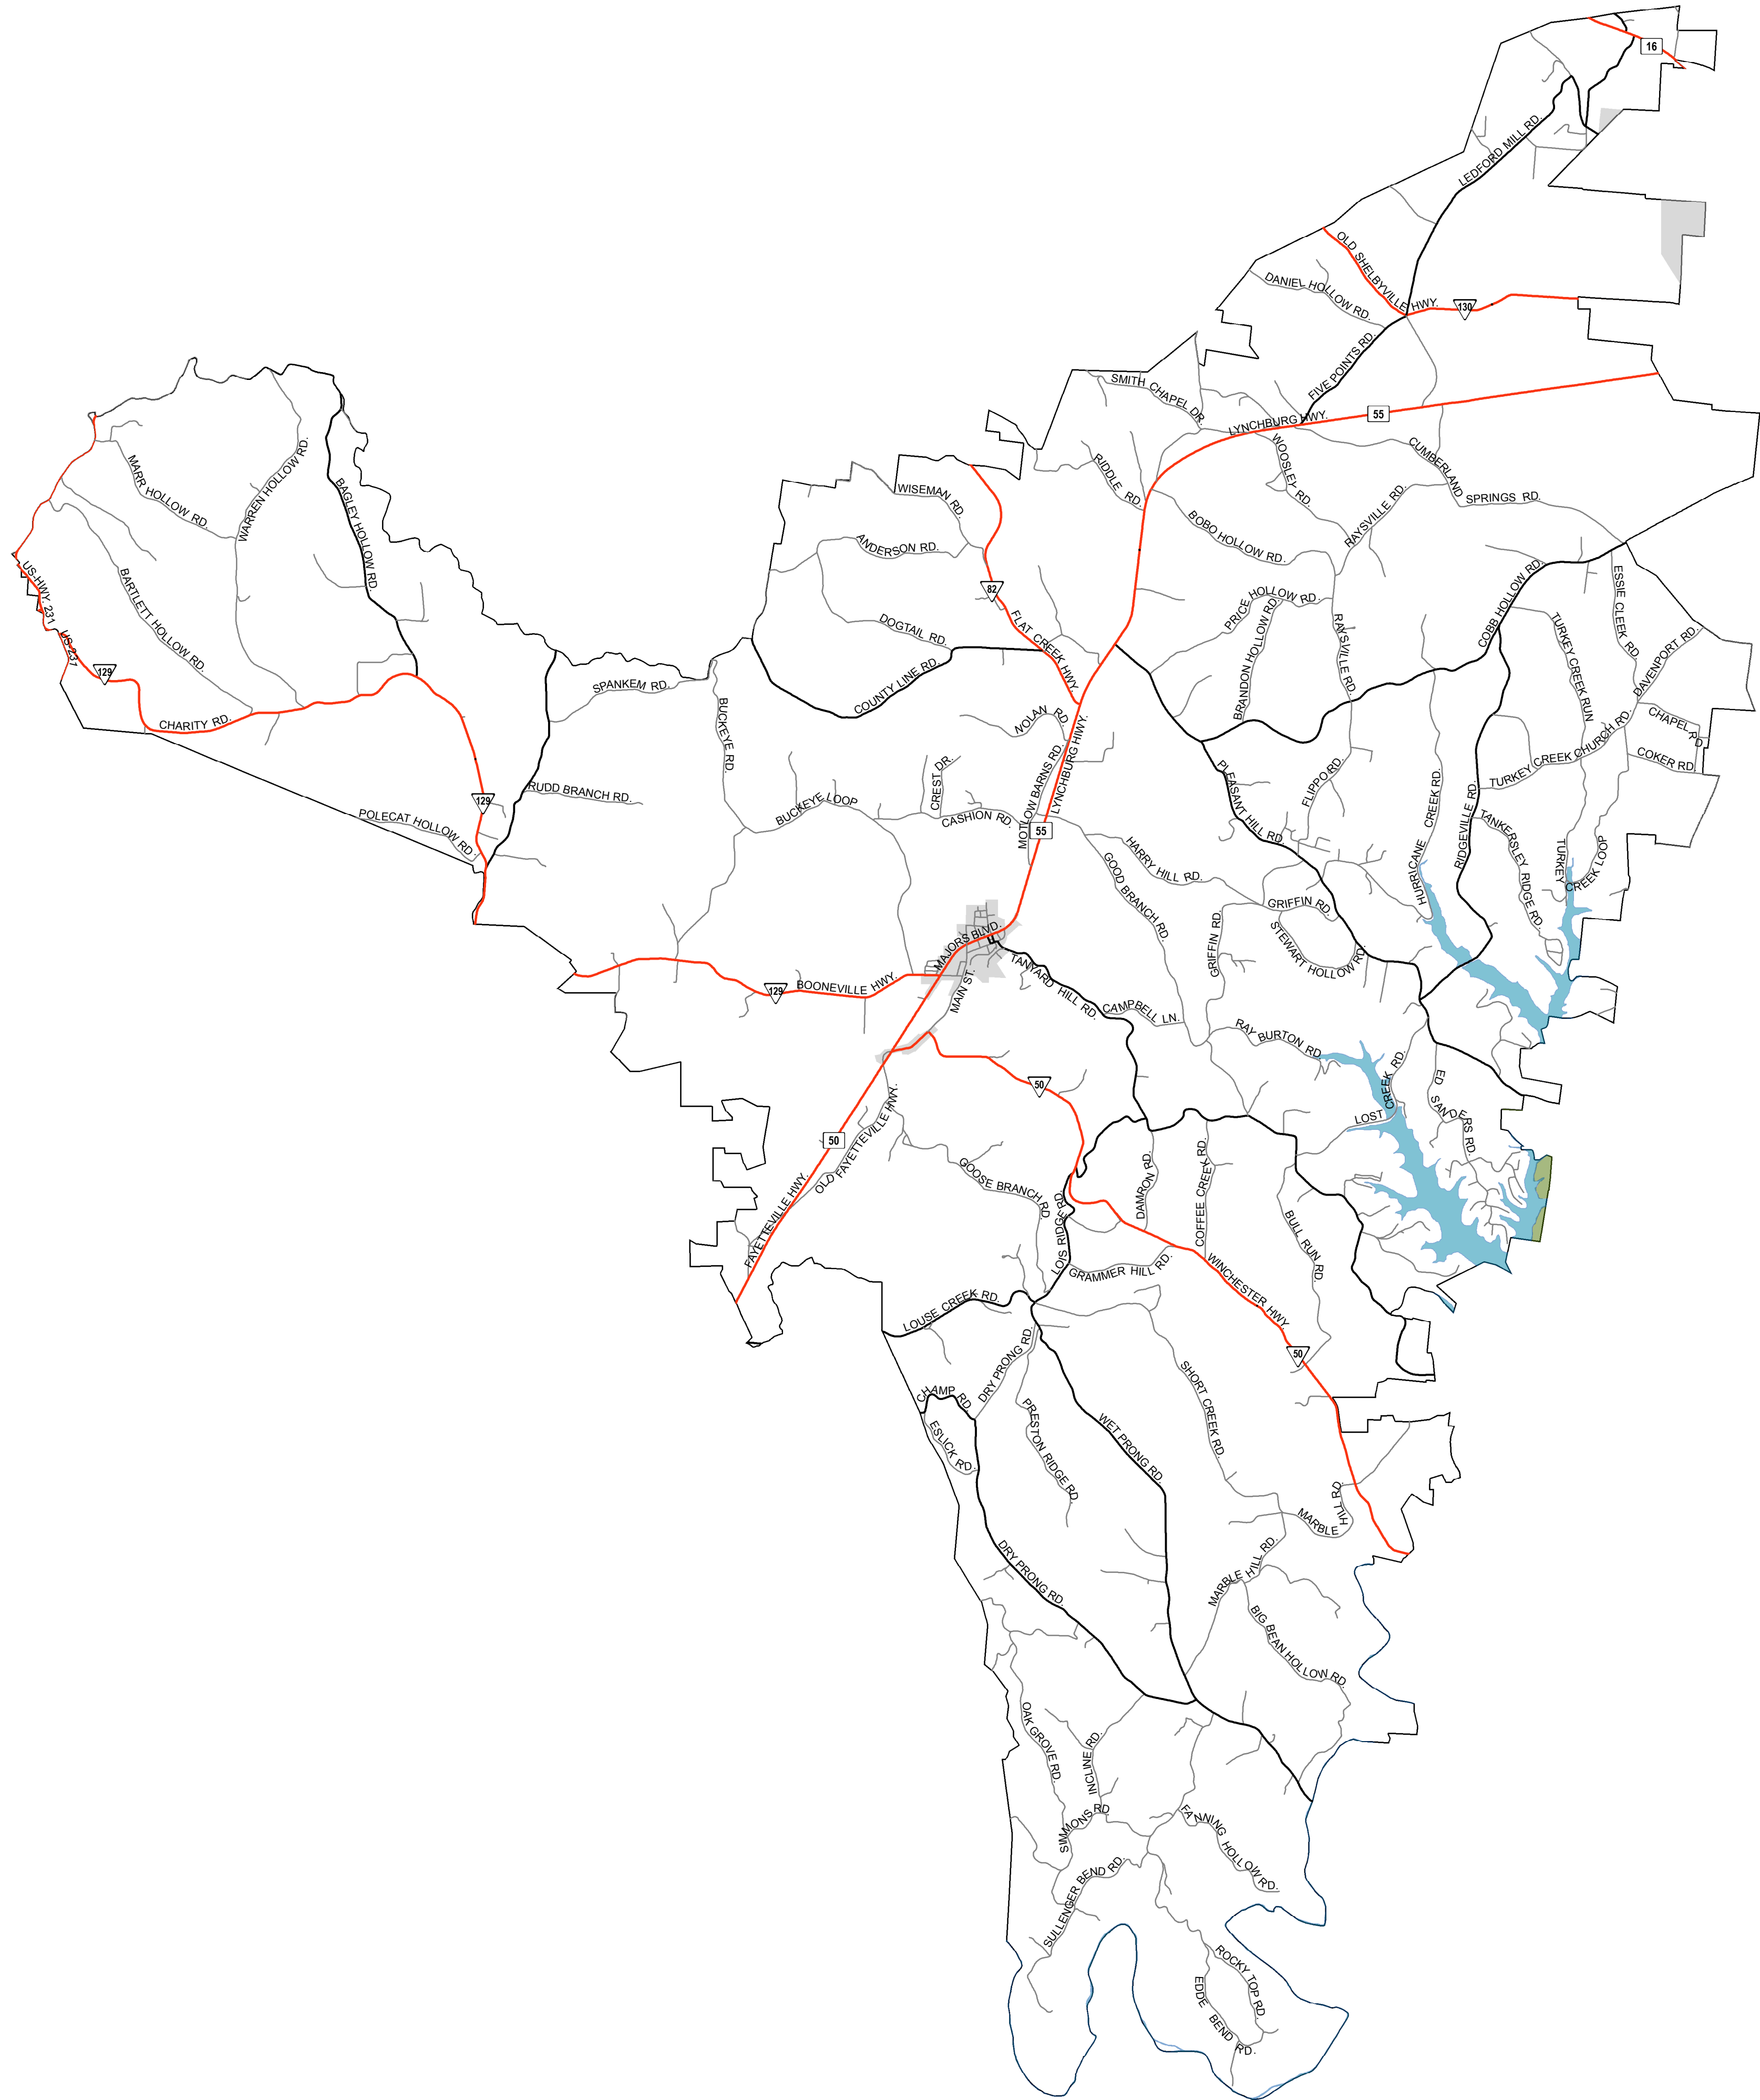 16
LEDFORD MILL RD.
OLD SHELBYVILLE HWY.
130
DANIEL HOLLOW RD.
FIVE POINTS RD.
SMITH CHAPEL DR.
LYNCHBURG HWY.
55
RIDDLE RD.
WOOSLEY RD.
CUMBERLAND SPRINGS RD.
RAYSVILLE RD.
BOBO HOLLOW RD.
MARR HOLLOW RD.
WARREN HOLLOW RD.
BAGLEY HOLLOW RD.
BARTLETT HOLLOW RD.
US-HWY. 231
US-231
129
CHARITY RD.
WISEMAN RD.
ANDERSON RD.
82
FLAT CREEK HWY.
DOGTAIL RD.
COUNTY LINE RD.
PRICE HOLLOW RD.
BRANDON HOLLOW RD.
RAYSVILLE RD.
COBB HOLLOW RD.
ESSIE CLEEK RD.
TURKEY CREEK RUN
DAVENPORT RD.
CHAPEL RD.
TURKEY CREEK CHURCH RD.
COKER RD.
SPANKEM RD.
BUCKEYE RD.
NOLAN RD.
LYNCHBURG HWY.
MOTLOW BARNS RD.
RUDD BRANCH RD.
129
POLECAT HOLLOW RD.
BUCKEYE LOOP
CREST DR.
CASHION RD.
55
PLEASANT HILL RD.
FLIPPO RD.
HURRICANE CREEK RD.
RIDGEVILLE RD.
TANKERSLEY RIDGE RD.
TURKEY CREEK LOOP
HARRY HILL RD.
GOOD BRANCH RD.
GRIFFIN RD.
GRIFFIN RD.
STEWART HOLLOW RD.
MAJORS BLVD.
MAIN ST.
TANYARD HILL RD.
CAMPBELL LN.
129
BOONEVILLE HWY.
RAY BURTON RD.
LOST CREEK RD.
ED SANDERS RD.
50
50
OLD FAYETTEVILLE HWY.
FAYETTEVILLE HWY.
GOOSE BRANCH RD.
LOIS RIDGE RD.
DAMRON RD.
COFFEE CREEK RD.
BULL RUN RD.
GRAMMER HILL RD.
WINCHESTER HWY.
50
LOUSE CREEK RD.
DRY PRONG RD.
CHAMP RD.
ESLICK RD.
PRESTON RIDGE RD.
WET PRONG RD.
SHORT CREEK RD.
MARBLE HILL RD.
MARBLE HILL RD.
DRY PRONG RD.
BIG BEAN HOLLOW RD.
OAK GROVE RD.
INCLINE RD.
SIMMONS RD.
FANNING HOLLOW RD.
SULLENGER BEND RD.
ROCKY TOP RD.
EDDE BEND RD.